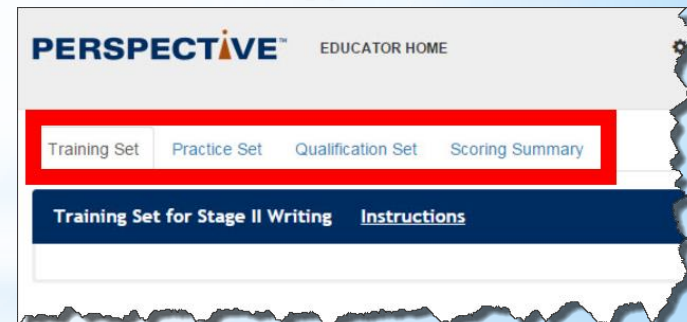 PERSPECTIVE™ EDUCATOR HOME
Training Set Practice Set Qualification Set Scoring Summary
Training Set for Stage II Writing Instructions